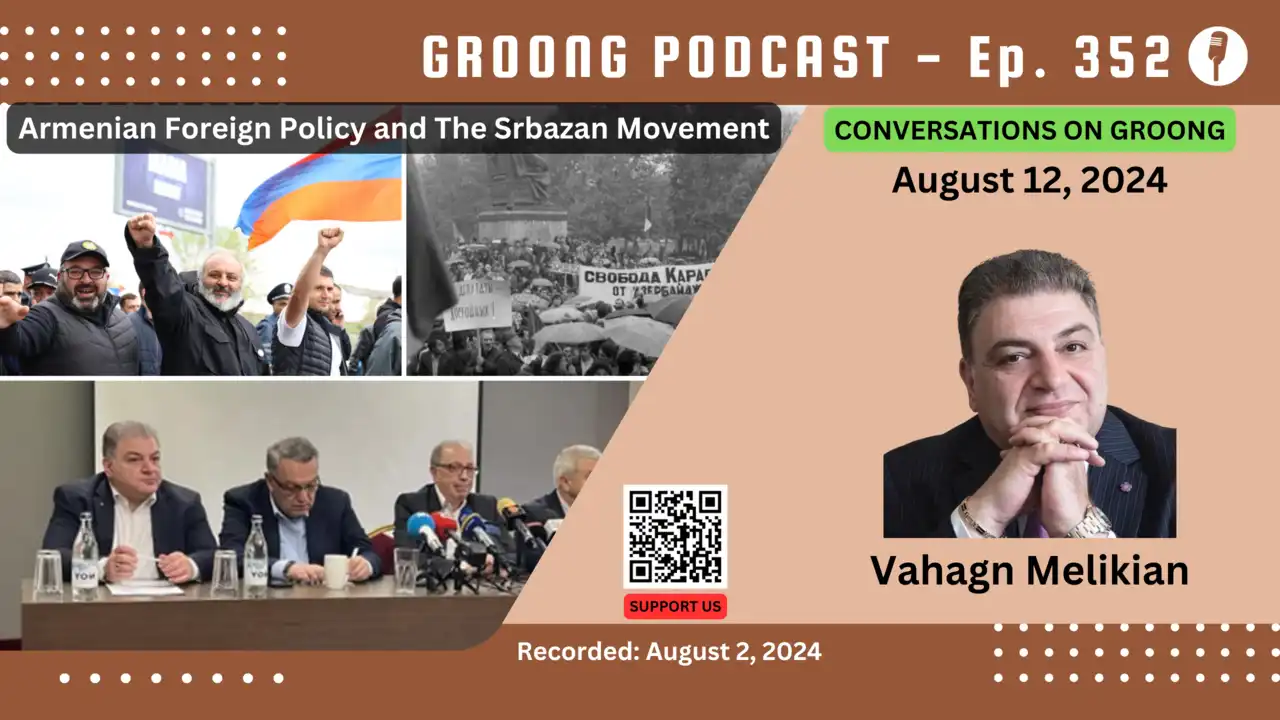 GROONG PODCAST - Ep. 352
Armenian Foreign Policy and The Srbazan Movement
CONVERSATIONS ON GROONG
August 12, 2024
СВОБОДА КАРАБ
ОТ АЗЕРБАЙДЖ
Vahagn Melikian
SUPPORT US
Recorded: August 2, 2024